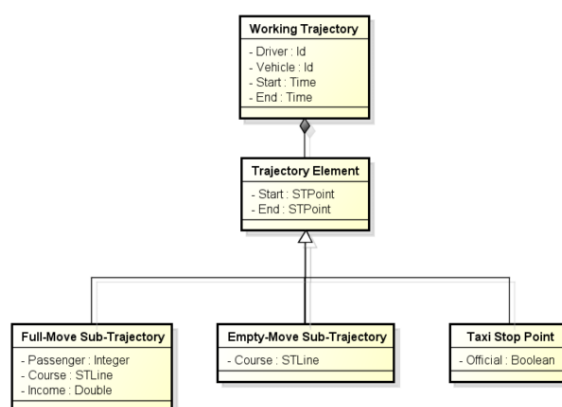 Working Trajectory
- Driver : Id
- Vehicle : Id
- Start : Time
- End : Time
Trajectory Element
- Start : STPoint
- End : STPoint
Full-Move Sub-Trajectory
- Passenger : Integer
- Course : STLine
- Income : Double
Empty-Move Sub-Trajectory
- Course : STLine
Taxi Stop Point
- Official : Boolean